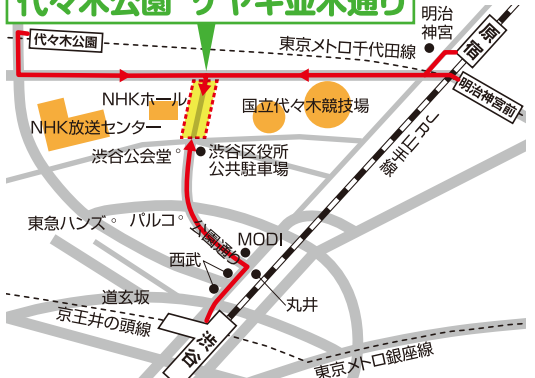 代々木公園 ケヤキ並木通り
明治
神宮
原宿
代々木公園
東京メトロ千代田線
明治神宮前
NHKホール
国立代々木競技場
NHK放送センター
JR山手線
渋谷公会堂
渋谷区役所
公共駐車場
東急ハンズ
パルコ
公園通り
MODI
西武
丸井
道玄坂
京王井の頭線
渋谷
東京メトロ銀座線